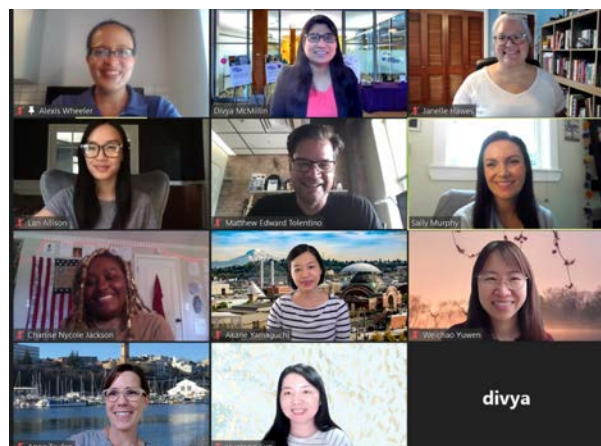 Alexis Wheeler
Divya McMillin
Janelle Hawes
Lan Allison
Matthew Edward Tolentino
Sally Murphy
Charlise Nycole Jackson
Akane Yamaguchi
Weichao Yuwen
divya